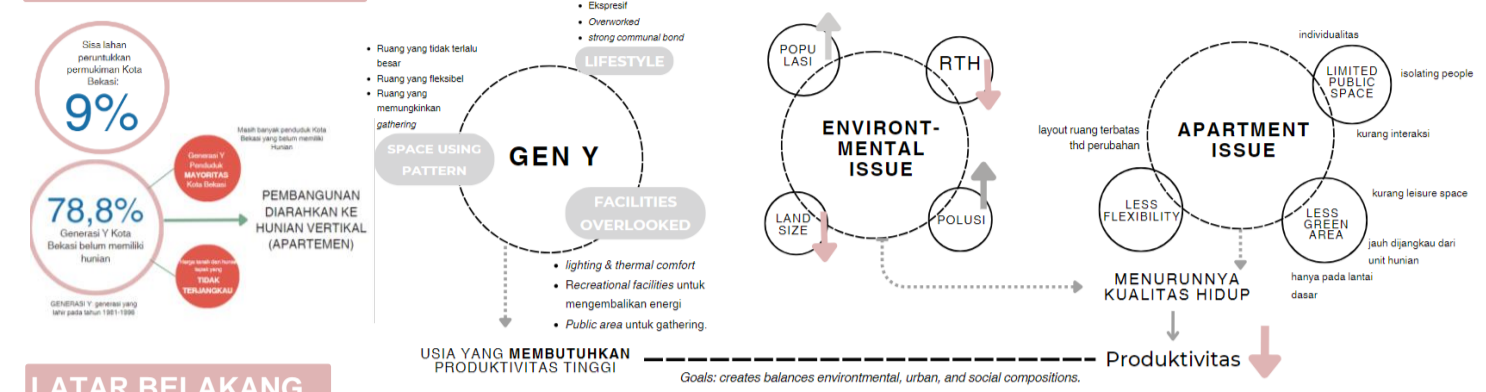 Sisa lahan
peruntukkan
permukiman Kota
Bekasi:
9%
Masih banyak penduduk Kota
Bekasi yang belum memiliki
Hunian
Generasi Y
Penduduk
MAYORITAS
Kota Bekasi
78,8%
Generasi Y Kota
Bekasi belum memiliki
hunian
PEMBANGUNAN
DIARAHKAN KE
HUNIAN VERTIKAL
(APARTEMEN)
Harga tanah dan hunian
tapak yang
TIDAK
TERJANGKAU
GENERASI Y: generasi yang
lahir pada tahun 1981-1996
LATAR BELAKANG
• Ekspresif
• Overworked
• strong communal bond
LIFESTYLE
• Ruang yang tidak terlalu
besar
• Ruang yang fleksibel
• Ruang yang
memungkinkan
gathering
SPACE USING
PATTERN
GEN Y
FACILITIES
OVERLOOKED
• lighting & thermal comfort
• Recreational facilities untuk
mengembalikan energi
• Public area untuk gathering.
USIA YANG MEMBUTUHKAN
PRODUKTIVITAS TINGGI
POPU
LASI
RTH
ENVIRONT-
MENTAL
ISSUE
LAND
SIZE
POLUSI
individualitas
LIMITED
PUBLIC
SPACE
isolating people
kurang interaksi
layout ruang terbatas
thd perubahan
APARTMENT
ISSUE
LESS
FLEXIBILITY
LESS
GREEN
AREA
kurang leisure space
jauh dijangkau dari
unit hunian
hanya pada lantai
dasar
MENURUNNYA
KUALITAS HIDUP
Produktivitas
Goals: creates balances environtmental, urban, and social compositions.